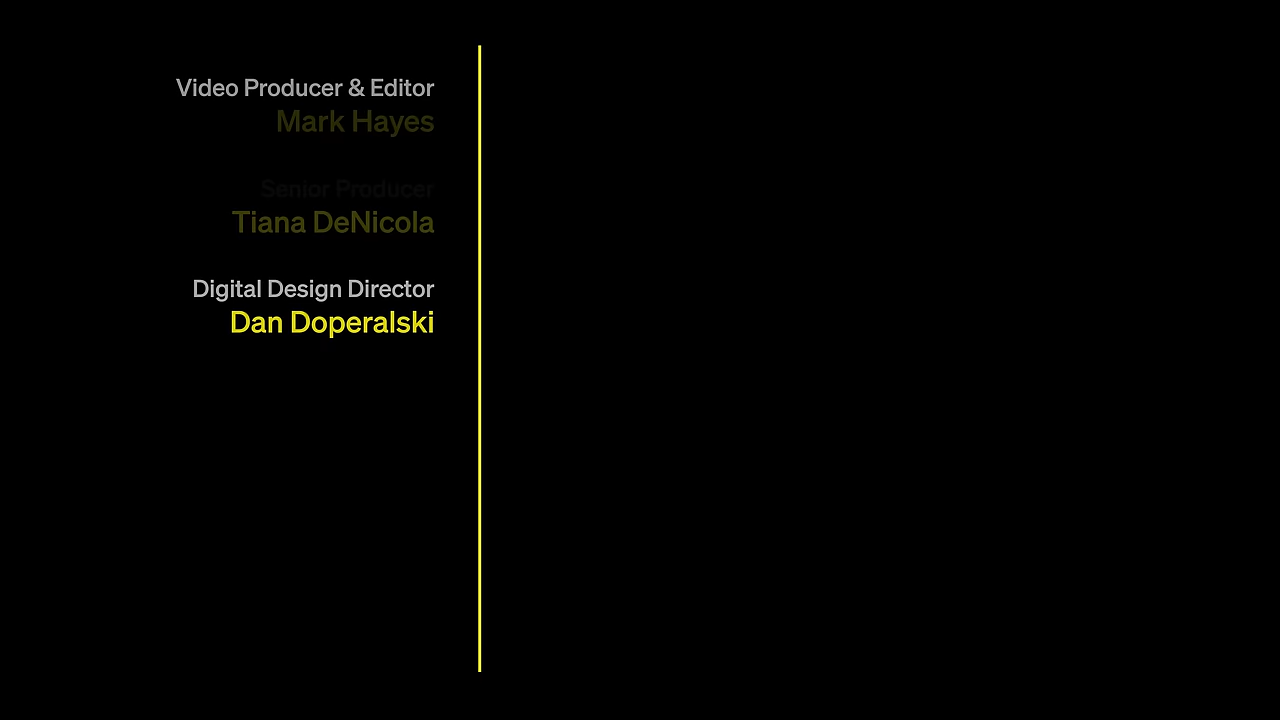 Video Producer & Editor
Mark Hayes
Senior Producer
Tiana DeNicola
Digital Design Director
Dan Doperalski